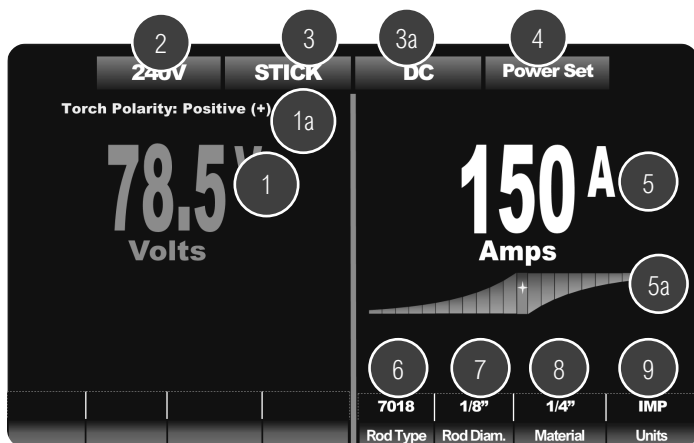 2
3
3a
4
240V
STICK
DC
Power Set
Torch Polarity: Positive (+)
1a
78.5 V
1
Volts
150 A
5
Amps
5a
6
7
8
9
7018
1/8”
1/4”
IMP
Rod Type
Rod Diam.
Material
Units